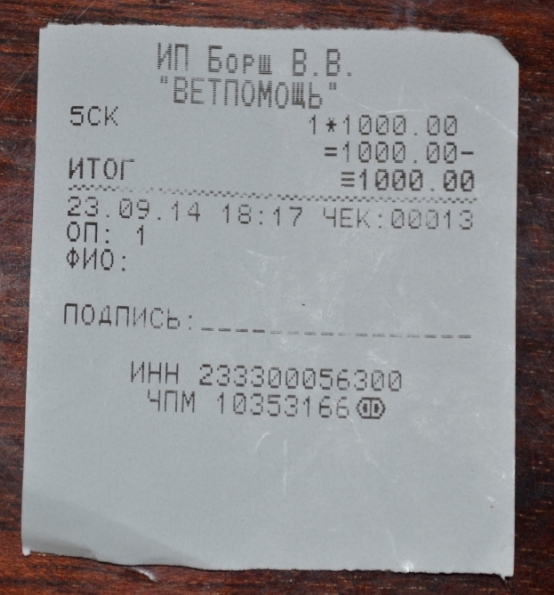 ИП Борщ В.В.
"ВЕТПОМОЩЬ"
5СК 1*1000.00
=1000.00-
ИТОГ ≡1000.00
23.09.14 18:17 ЧЕК:00013
ОП: 1
ФИО:
ПОДПИСЬ:________________
ИНН 233300056300
ЧПМ 10353166